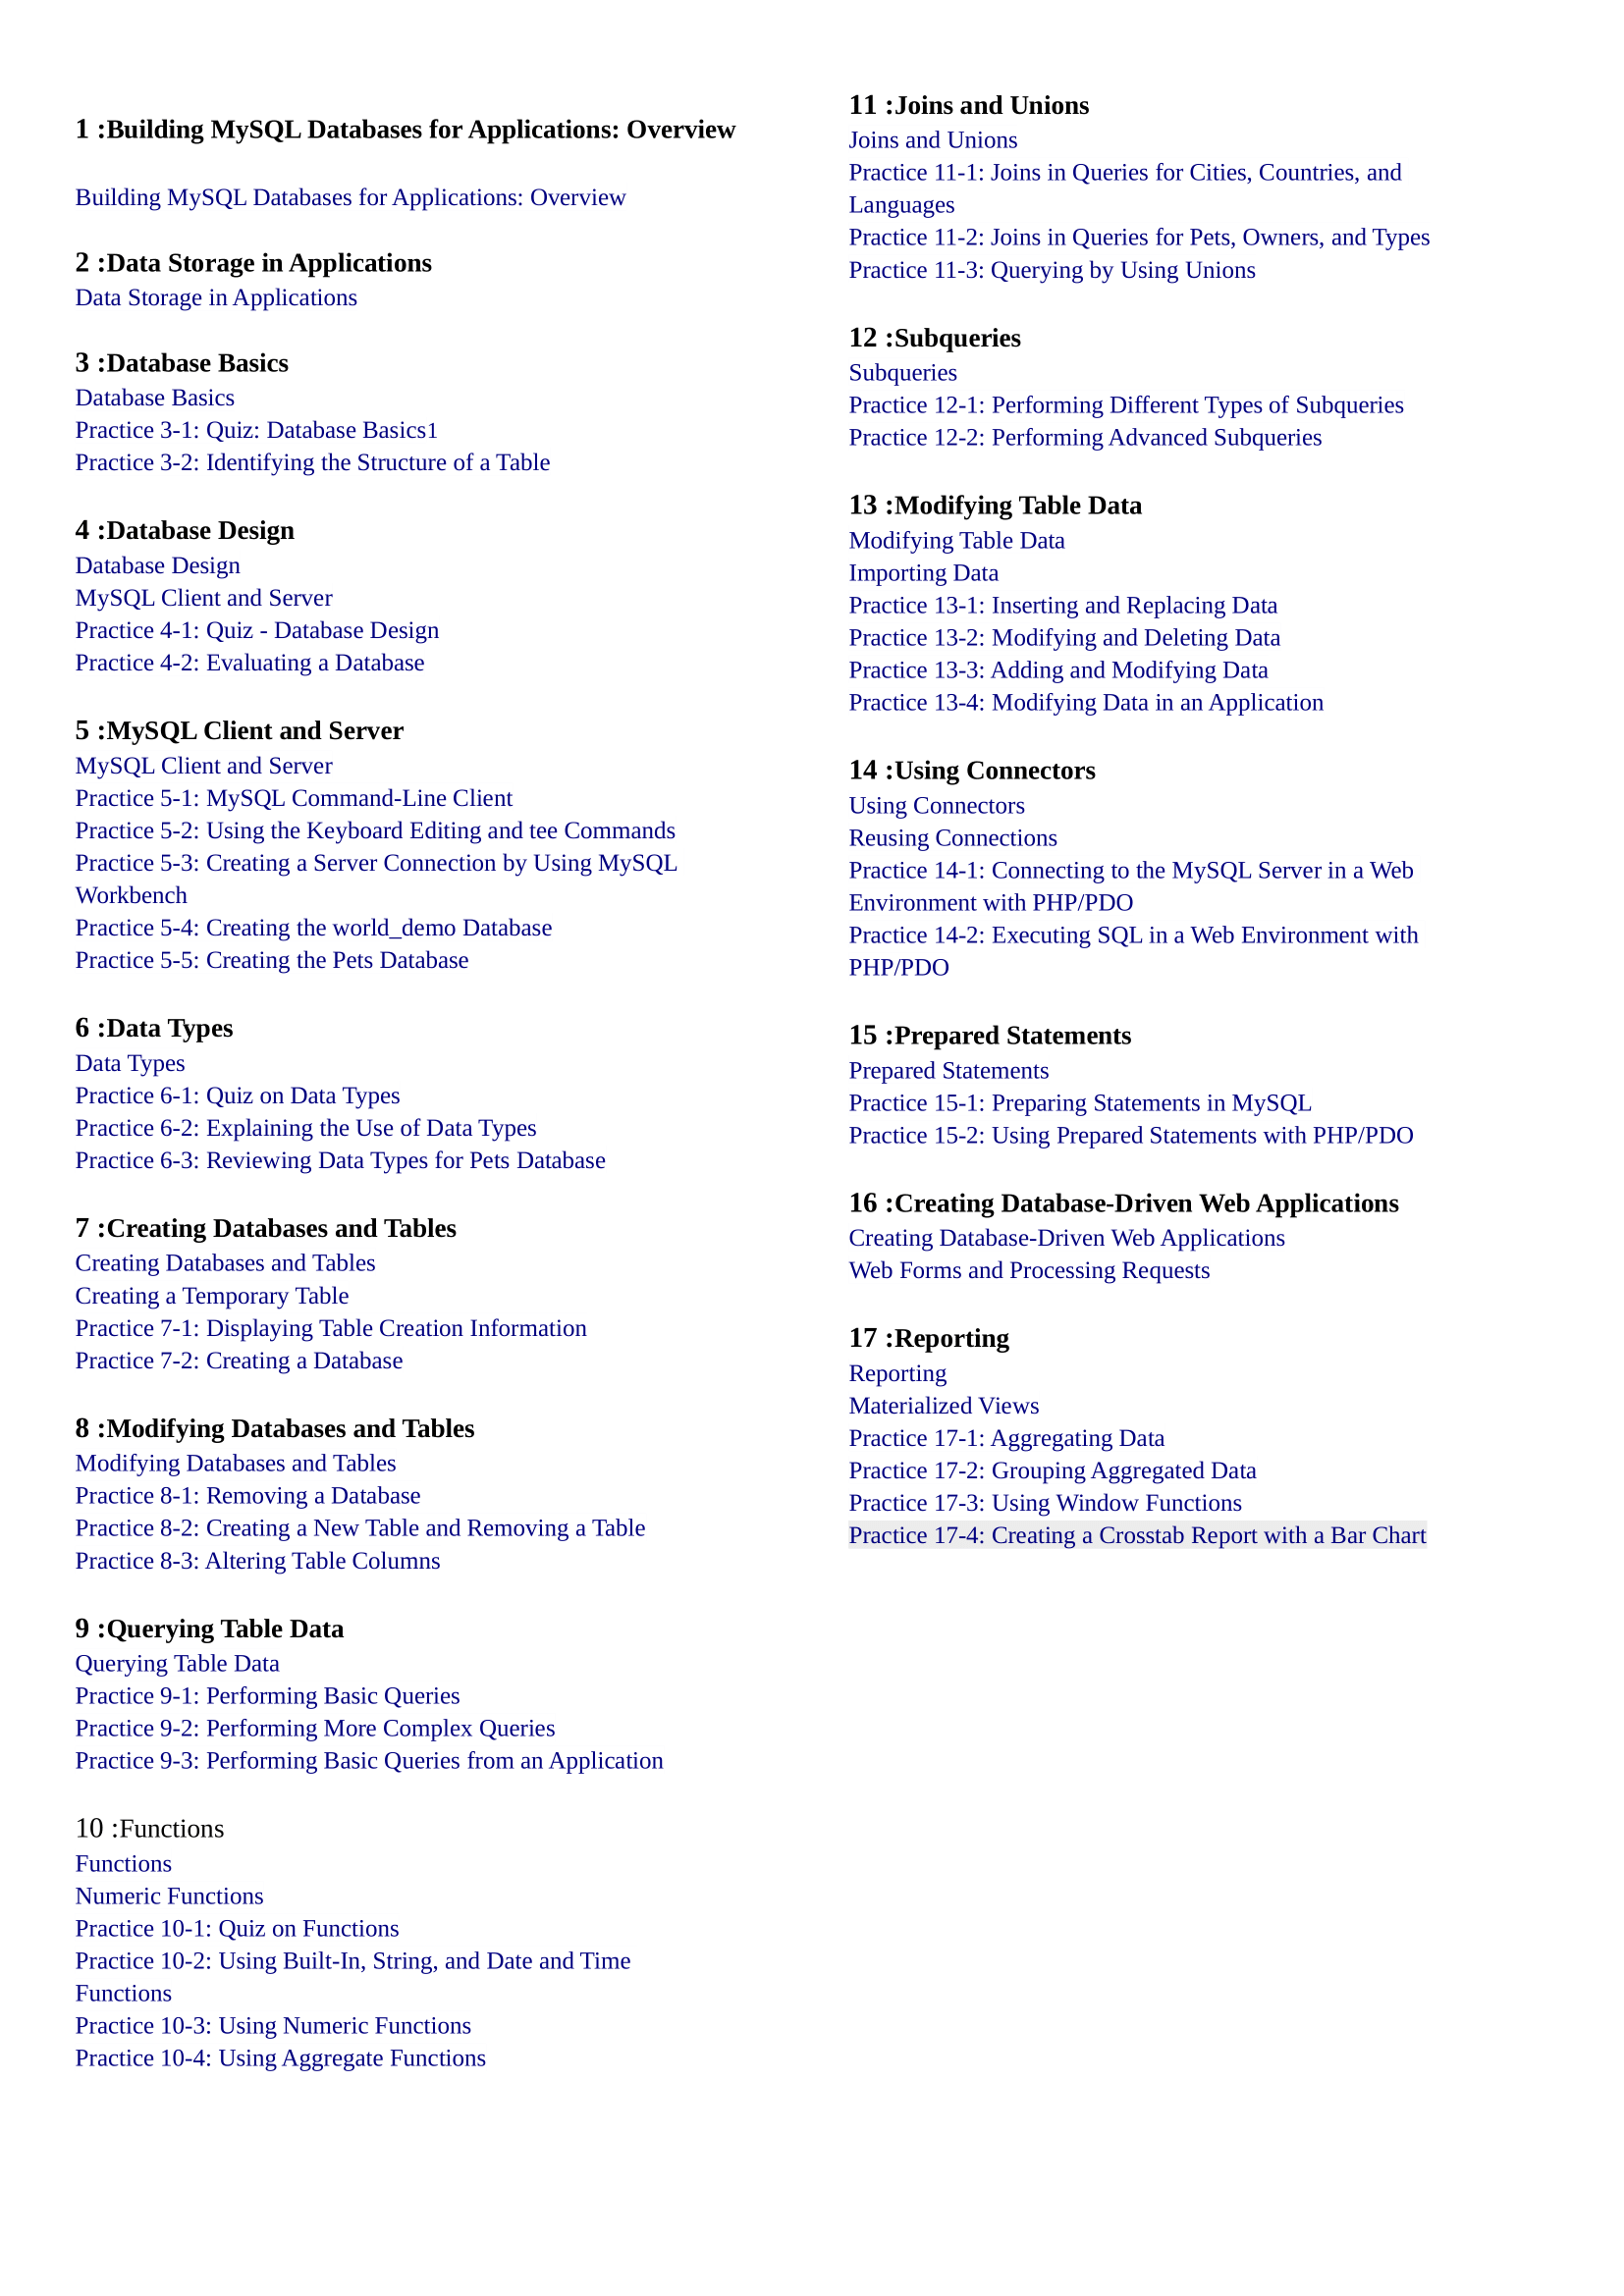 1 :Building MySQL Databases for Applications: Overview
Building MySQL Databases for Applications: Overview
2 :Data Storage in Applications
Data Storage in Applications
3 :Database Basics
Database Basics
Practice 3-1: Quiz: Database Basics1
Practice 3-2: Identifying the Structure of a Table
4 :Database Design
Database Design
MySQL Client and Server
Practice 4-1: Quiz - Database Design
Practice 4-2: Evaluating a Database
5 :MySQL Client and Server
MySQL Client and Server
Practice 5-1: MySQL Command-Line Client
Practice 5-2: Using the Keyboard Editing and tee Commands
Practice 5-3: Creating a Server Connection by Using MySQL
Workbench
Practice 5-4: Creating the world_demo Database
Practice 5-5: Creating the Pets Database
6 :Data Types
Data Types
Practice 6-1: Quiz on Data Types
Practice 6-2: Explaining the Use of Data Types
Practice 6-3: Reviewing Data Types for Pets Database
7 :Creating Databases and Tables
Creating Databases and Tables
Creating a Temporary Table
Practice 7-1: Displaying Table Creation Information
Practice 7-2: Creating a Database
8 :Modifying Databases and Tables
Modifying Databases and Tables
Practice 8-1: Removing a Database
Practice 8-2: Creating a New Table and Removing a Table
Practice 8-3: Altering Table Columns
9 :Querying Table Data
Querying Table Data
Practice 9-1: Performing Basic Queries
Practice 9-2: Performing More Complex Queries
Practice 9-3: Performing Basic Queries from an Application
10 :Functions
Functions
Numeric Functions
Practice 10-1: Quiz on Functions
Practice 10-2: Using Built-In, String, and Date and Time
Functions
Practice 10-3: Using Numeric Functions
Practice 10-4: Using Aggregate Functions
11 :Joins and Unions
Joins and Unions
Practice 11-1: Joins in Queries for Cities, Countries, and
Languages
Practice 11-2: Joins in Queries for Pets, Owners, and Types
Practice 11-3: Querying by Using Unions
12 :Subqueries
Subqueries
Practice 12-1: Performing Different Types of Subqueries
Practice 12-2: Performing Advanced Subqueries
13 :Modifying Table Data
Modifying Table Data
Importing Data
Practice 13-1: Inserting and Replacing Data
Practice 13-2: Modifying and Deleting Data
Practice 13-3: Adding and Modifying Data
Practice 13-4: Modifying Data in an Application
14 :Using Connectors
Using Connectors
Reusing Connections
Practice 14-1: Connecting to the MySQL Server in a Web
Environment with PHP/PDO
Practice 14-2: Executing SQL in a Web Environment with
PHP/PDO
15 :Prepared Statements
Prepared Statements
Practice 15-1: Preparing Statements in MySQL
Practice 15-2: Using Prepared Statements with PHP/PDO
16 :Creating Database-Driven Web Applications
Creating Database-Driven Web Applications
Web Forms and Processing Requests
17 :Reporting
Reporting
Materialized Views
Practice 17-1: Aggregating Data
Practice 17-2: Grouping Aggregated Data
Practice 17-3: Using Window Functions
Practice 17-4: Creating a Crosstab Report with a Bar Chart